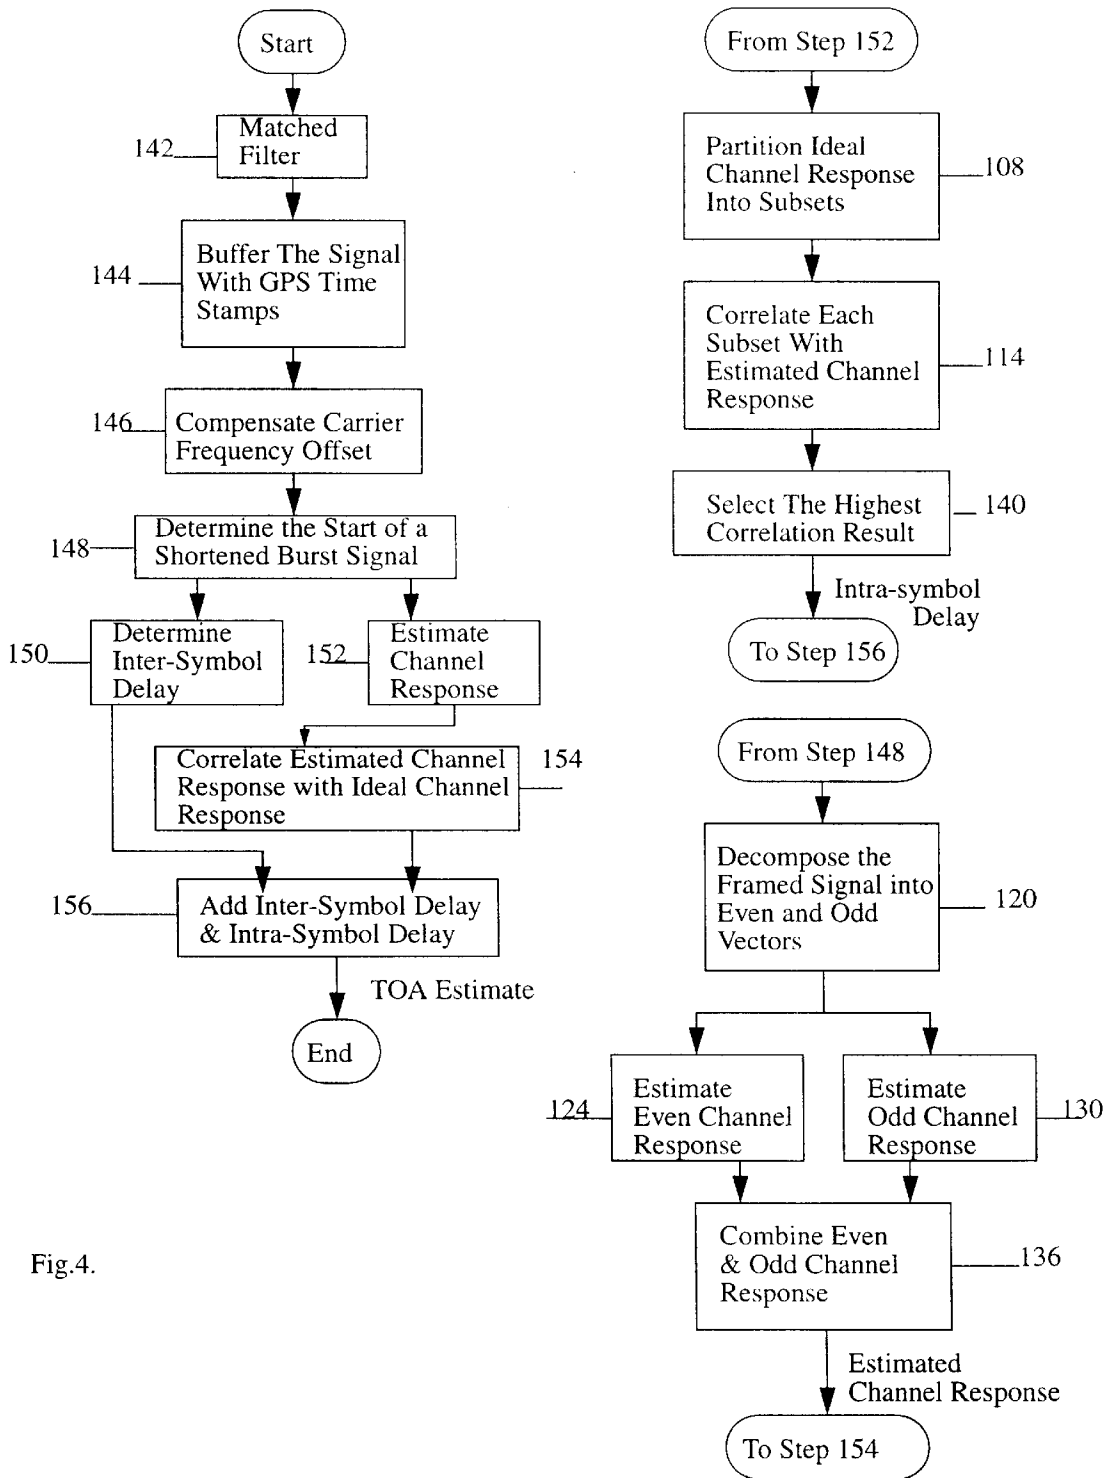 Start
142
Matched
Filter
144
Buffer The Signal
With GPS Time
Stamps
146
Compensate Carrier
Frequency Offset
148
Determine the Start of a
Shortened Burst Signal
150
Determine
Inter-Symbol
Delay
152
Estimate
Channel
Response
Correlate Estimated Channel
Response with Ideal Channel
Response
154
156
Add Inter-Symbol Delay
& Intra-Symbol Delay
TOA Estimate
End
From Step 152
Partition Ideal
Channel Response
Into Subsets
108
Correlate Each
Subset With
Estimated Channel
Response
114
Select The Highest
Correlation Result
140
Intra-symbol
Delay
To Step 156
From Step 148
Decompose the
Framed Signal into
Even and Odd
Vectors
120
124
Estimate
Even Channel
Response
Estimate
Odd Channel
Response
130
Combine Even
& Odd Channel
Response
136
Estimated
Channel Response
To Step 154
Fig.4.